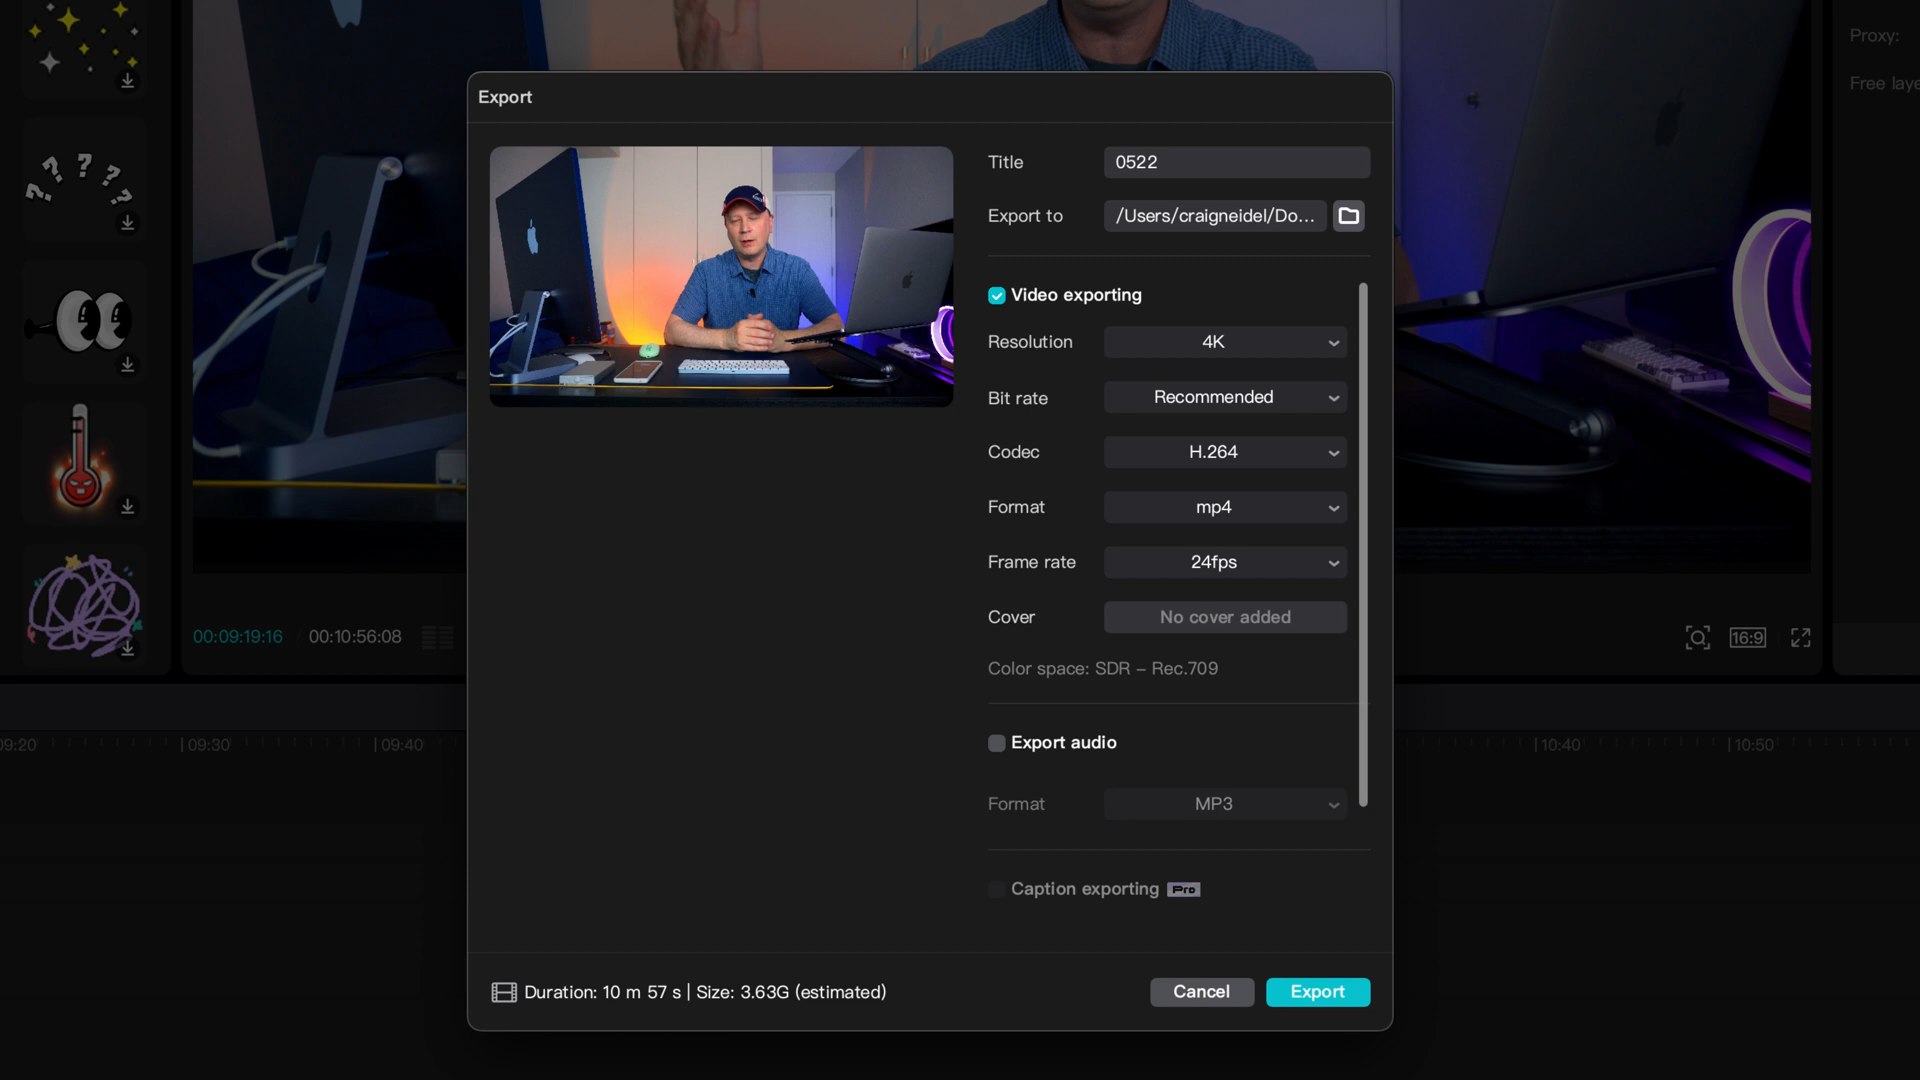 Proxy:
Free laye
Export
Title
0522
Export to
/Users/craigneidel/Do...
Video exporting
Resolution
4K
Bit rate
Recommended
Codec
H.264
Format
mp4
Frame rate
24fps
Cover
No cover added
Color space: SDR – Rec.709
Export audio
Format
MP3
Caption exporting Pro
Duration: 10 m 57 s | Size: 3.63G (estimated)
Cancel
Export
? ? ? ? ?
00:09:19:16 / 00:10:56:08
16:9
09:20
09:30
09:40
10:40
10:50